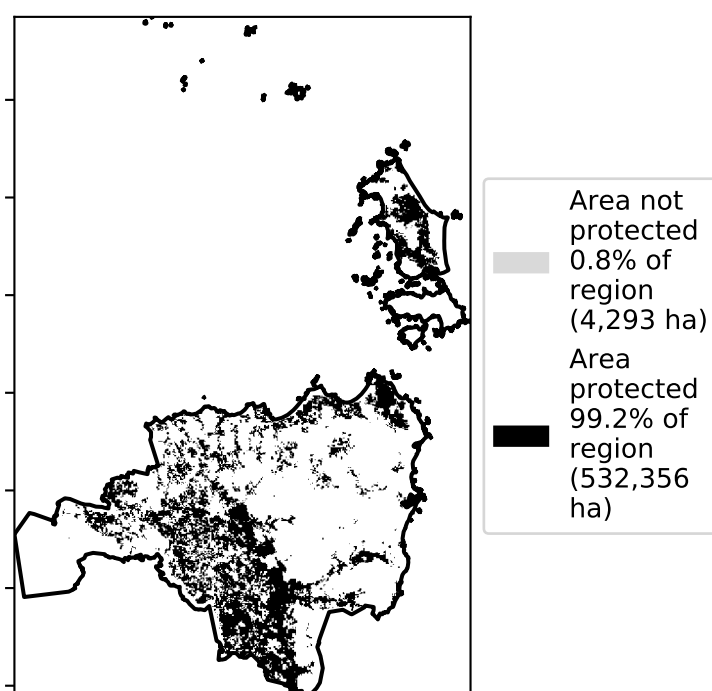 Area not
protected
0.8% of
region
(4,293 ha)
Area
protected
99.2% of
region
(532,356
ha)